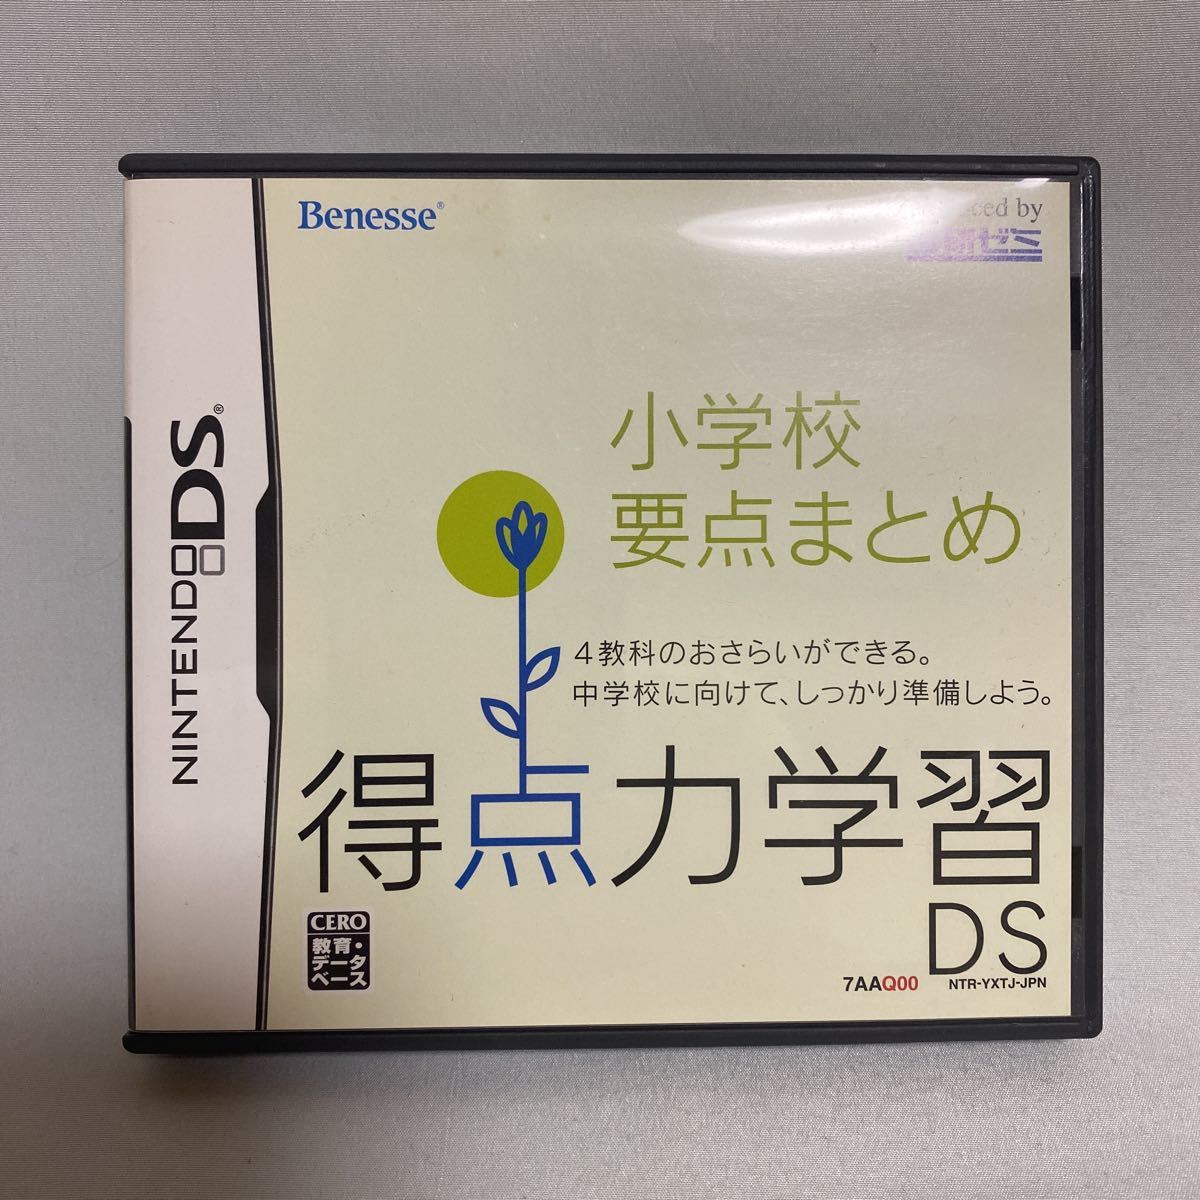 Benesse®
ced by
ゼミ
NINTENDO DS®
小学校
要点まとめ
4教科のおさらいができる。
中学校に向けて、しっかり準備しよう。
得点力学習
DS
CERO
教育・
データ
ベース
7AAQ00
NTR-YXTJ-JPN